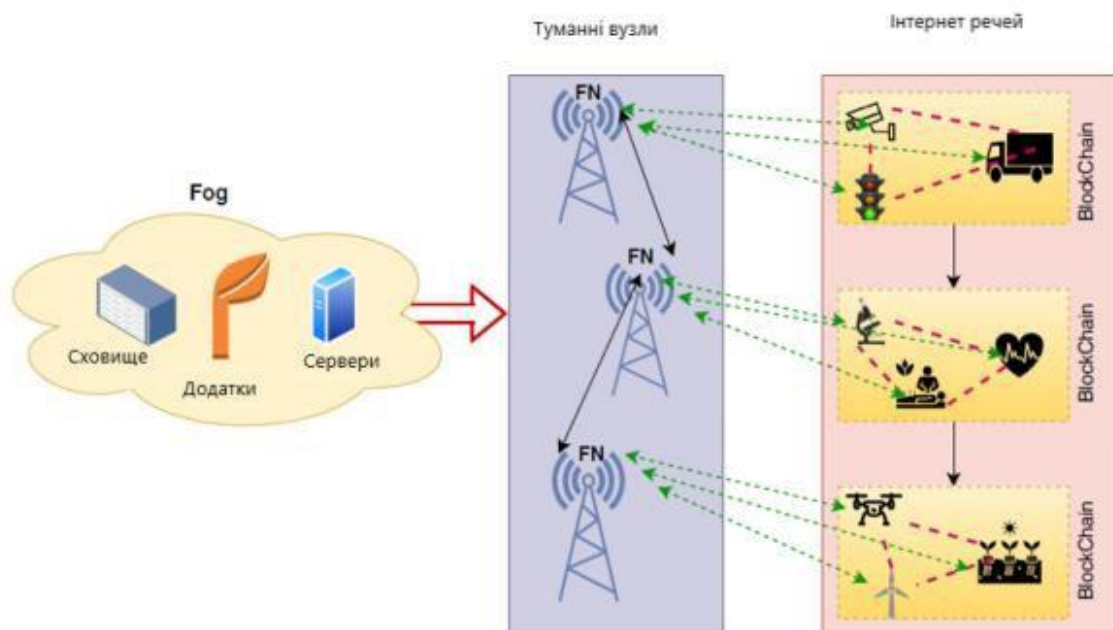 Туманні вузли
Інтернет речей
Fog
Сховище
Додатки
Сервери
FN
FN
FN
BlockChain
BlockChain
BlockChain